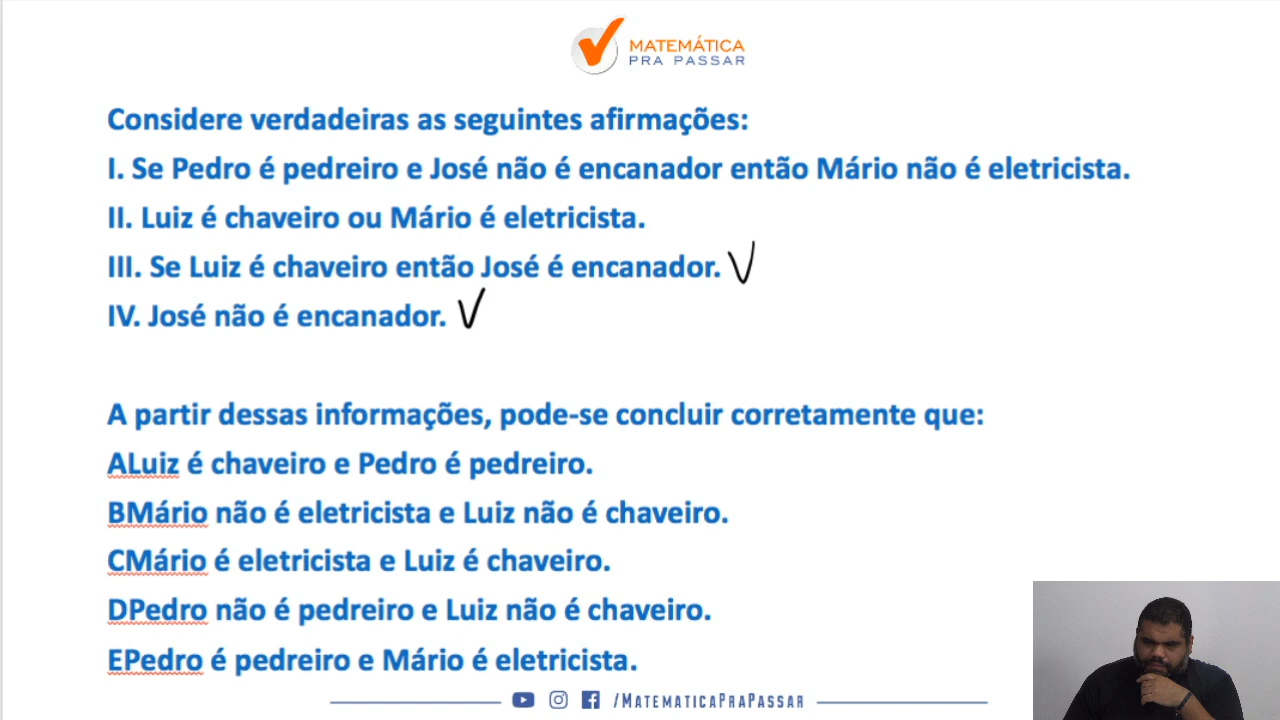 MATEMÁTICA
PRA PASSAR
Considere verdadeiras as seguintes afirmações:
I. Se Pedro é pedreiro e José não é encanador então Mário não é eletricista.
II. Luiz é chaveiro ou Mário é eletricista.
III. Se Luiz é chaveiro então José é encanador. V
IV. José não é encanador. V
A partir dessas informações, pode-se concluir corretamente que:
ALuiz é chaveiro e Pedro é pedreiro.
BMário não é eletricista e Luiz não é chaveiro.
CMário é eletricista e Luiz é chaveiro.
DPedro não é pedreiro e Luiz não é chaveiro.
EPedro é pedreiro e Mário é eletricista.
/MATEMATICAPRAPASSAR